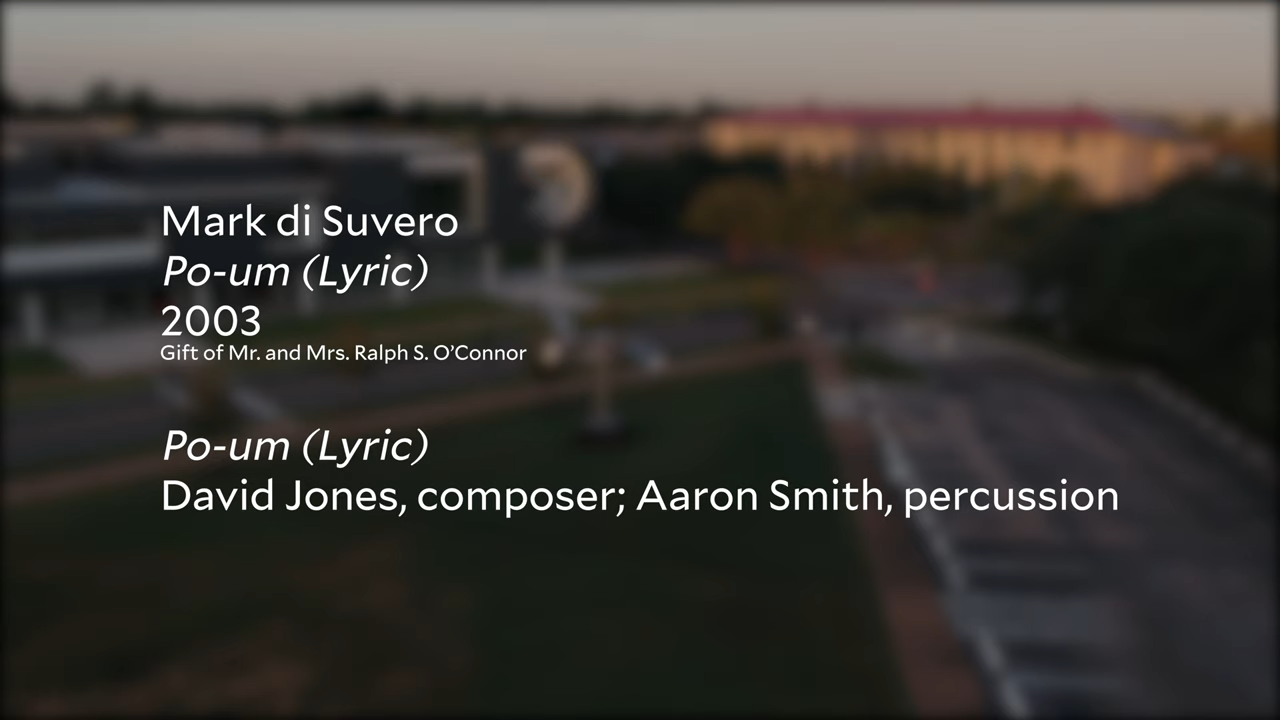 Mark di Suvero
Po-um (Lyric)
2003
Gift of Mr. and Mrs. Ralph S. O’Connor
Po-um (Lyric)
David Jones, composer; Aaron Smith, percussion